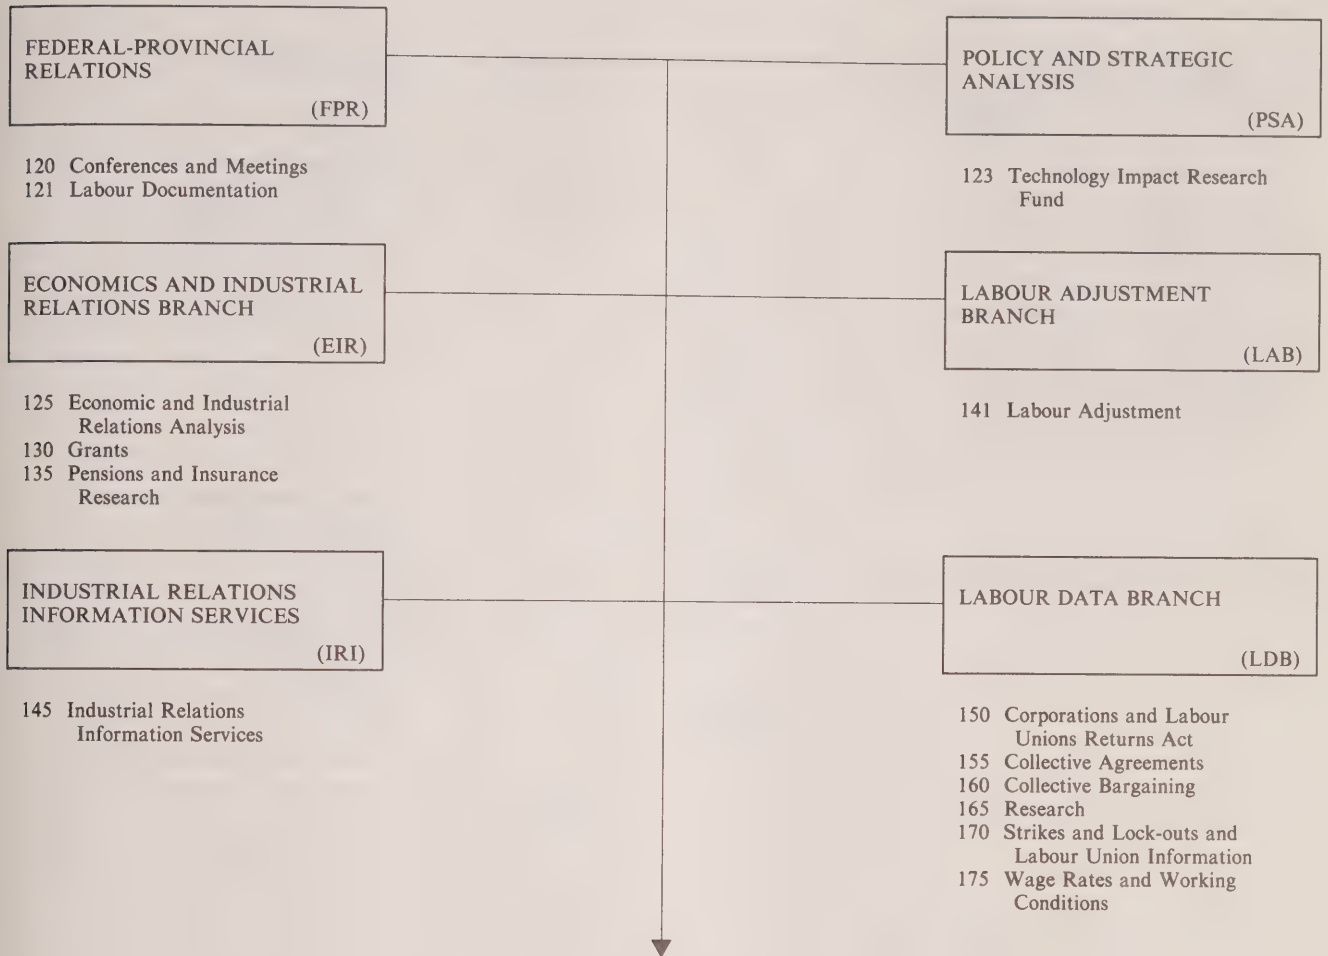 FEDERAL-PROVINCIAL
RELATIONS
(FPR)
120 Conferences and Meetings
121 Labour Documentation
POLICY AND STRATEGIC
ANALYSIS
(PSA)
123 Technology Impact Research
Fund
ECONOMICS AND INDUSTRIAL
RELATIONS BRANCH
(EIR)
125 Economic and Industrial
Relations Analysis
130 Grants
135 Pensions and Insurance
Research
LABOUR ADJUSTMENT
BRANCH
(LAB)
141 Labour Adjustment
INDUSTRIAL RELATIONS
INFORMATION SERVICES
(IRI)
145 Industrial Relations
Information Services
LABOUR DATA BRANCH
(LDB)
150 Corporations and Labour
Unions Returns Act
155 Collective Agreements
160 Collective Bargaining
165 Research
170 Strikes and Lock-outs and
Labour Union Information
175 Wage Rates and Working
Conditions